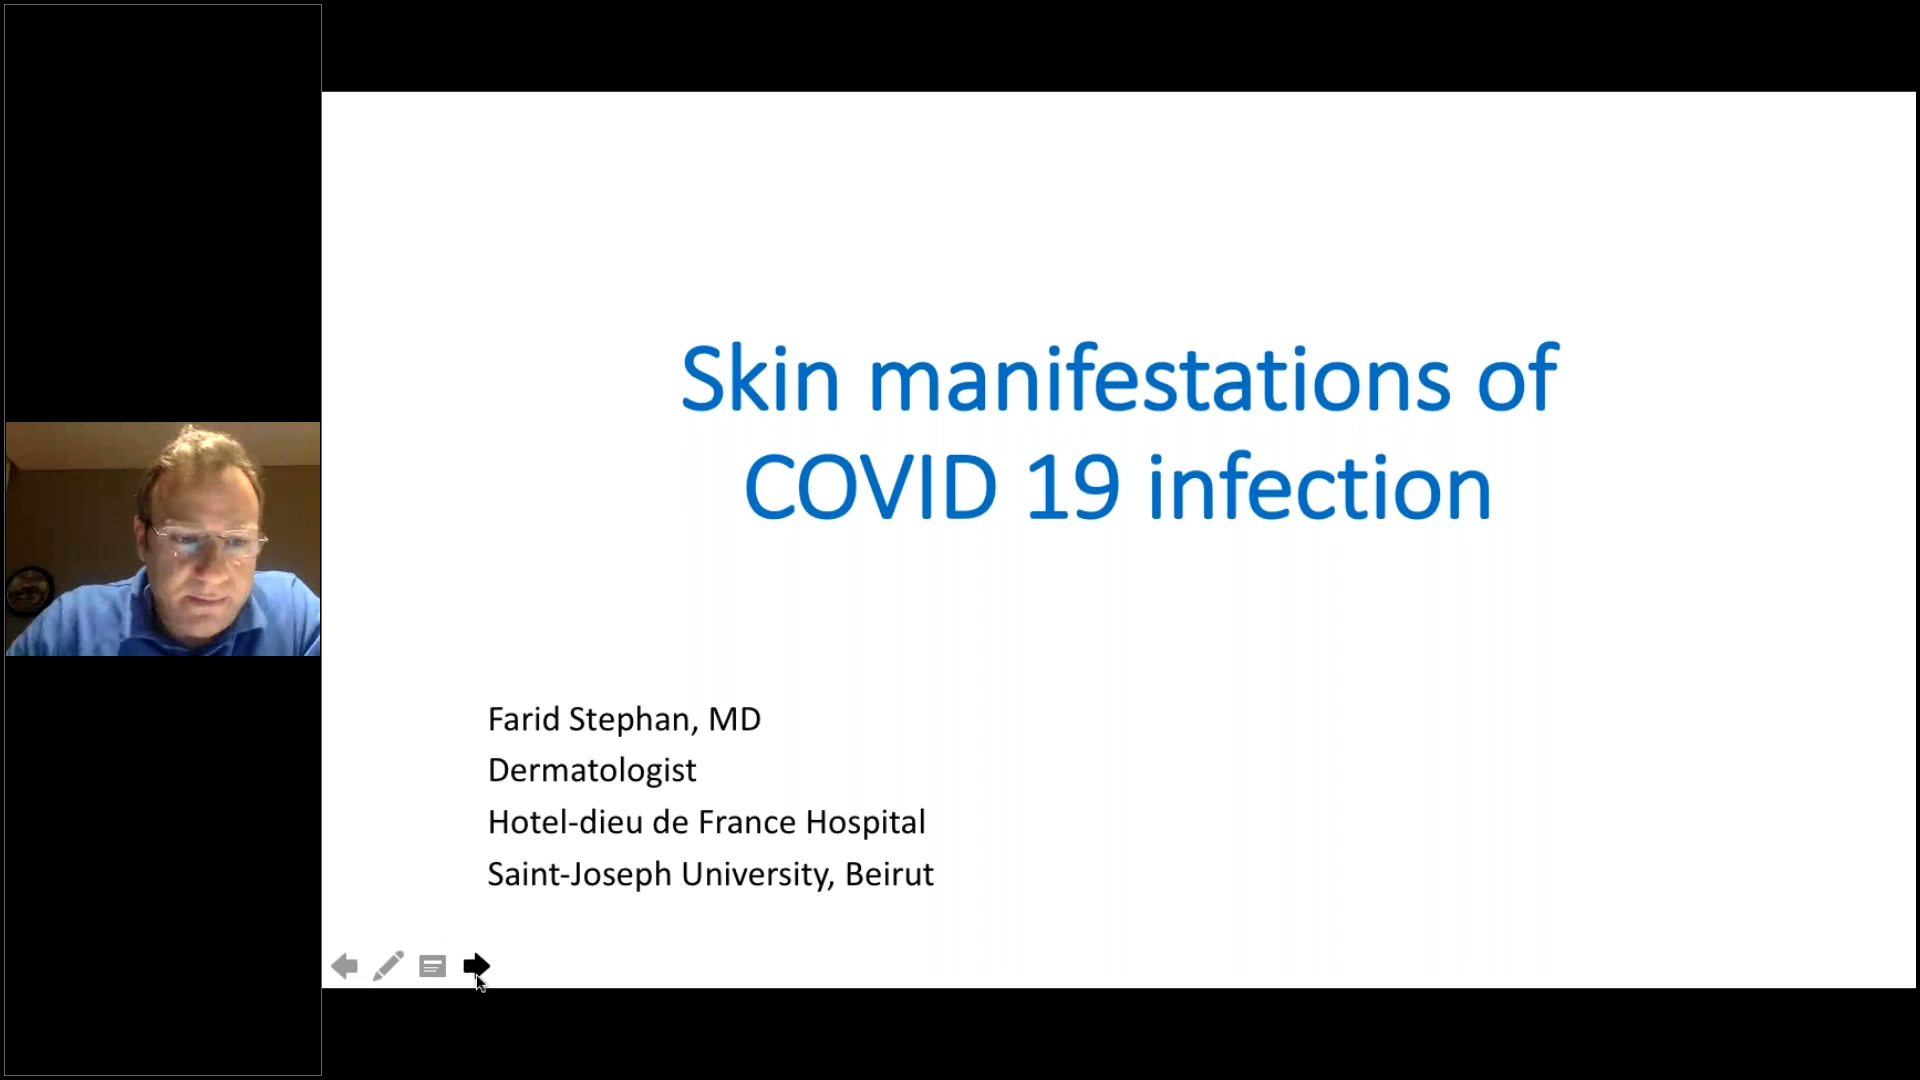 Skin manifestations of
COVID 19 infection
Farid Stephan, MD
Dermatologist
Hotel-dieu de France Hospital
Saint-Joseph University, Beirut